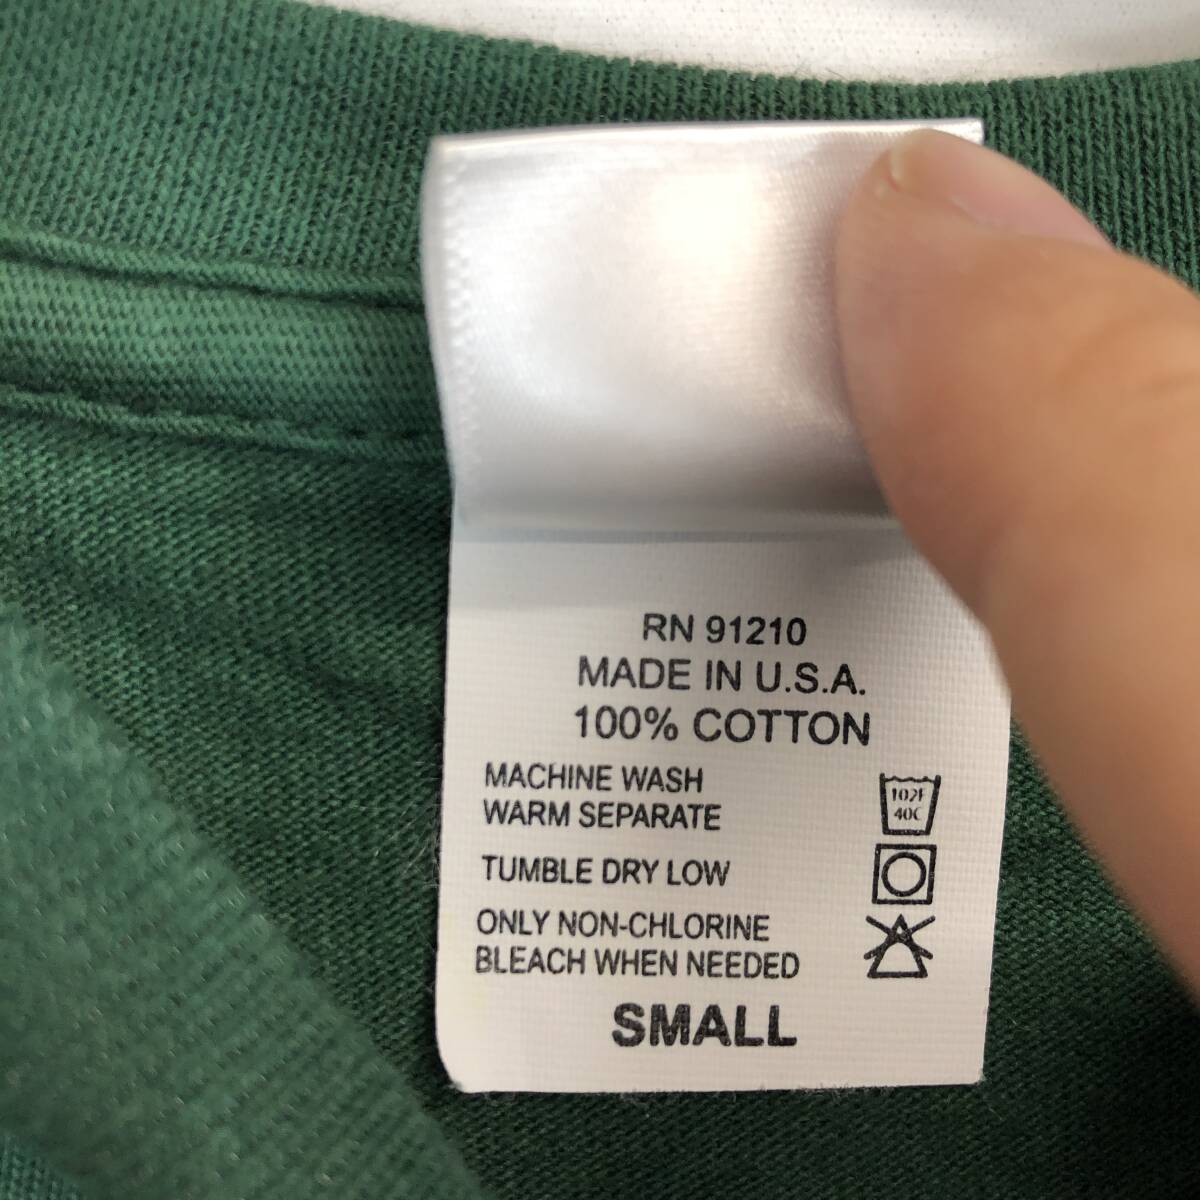 RN 91210
MADE IN U.S.A.
100% COTTON
MACHINE WASH
WARM SEPARATE
102F
40C
TUMBLE DRY LOW
ONLY NON-CHLORINE
BLEACH WHEN NEEDED
SMALL